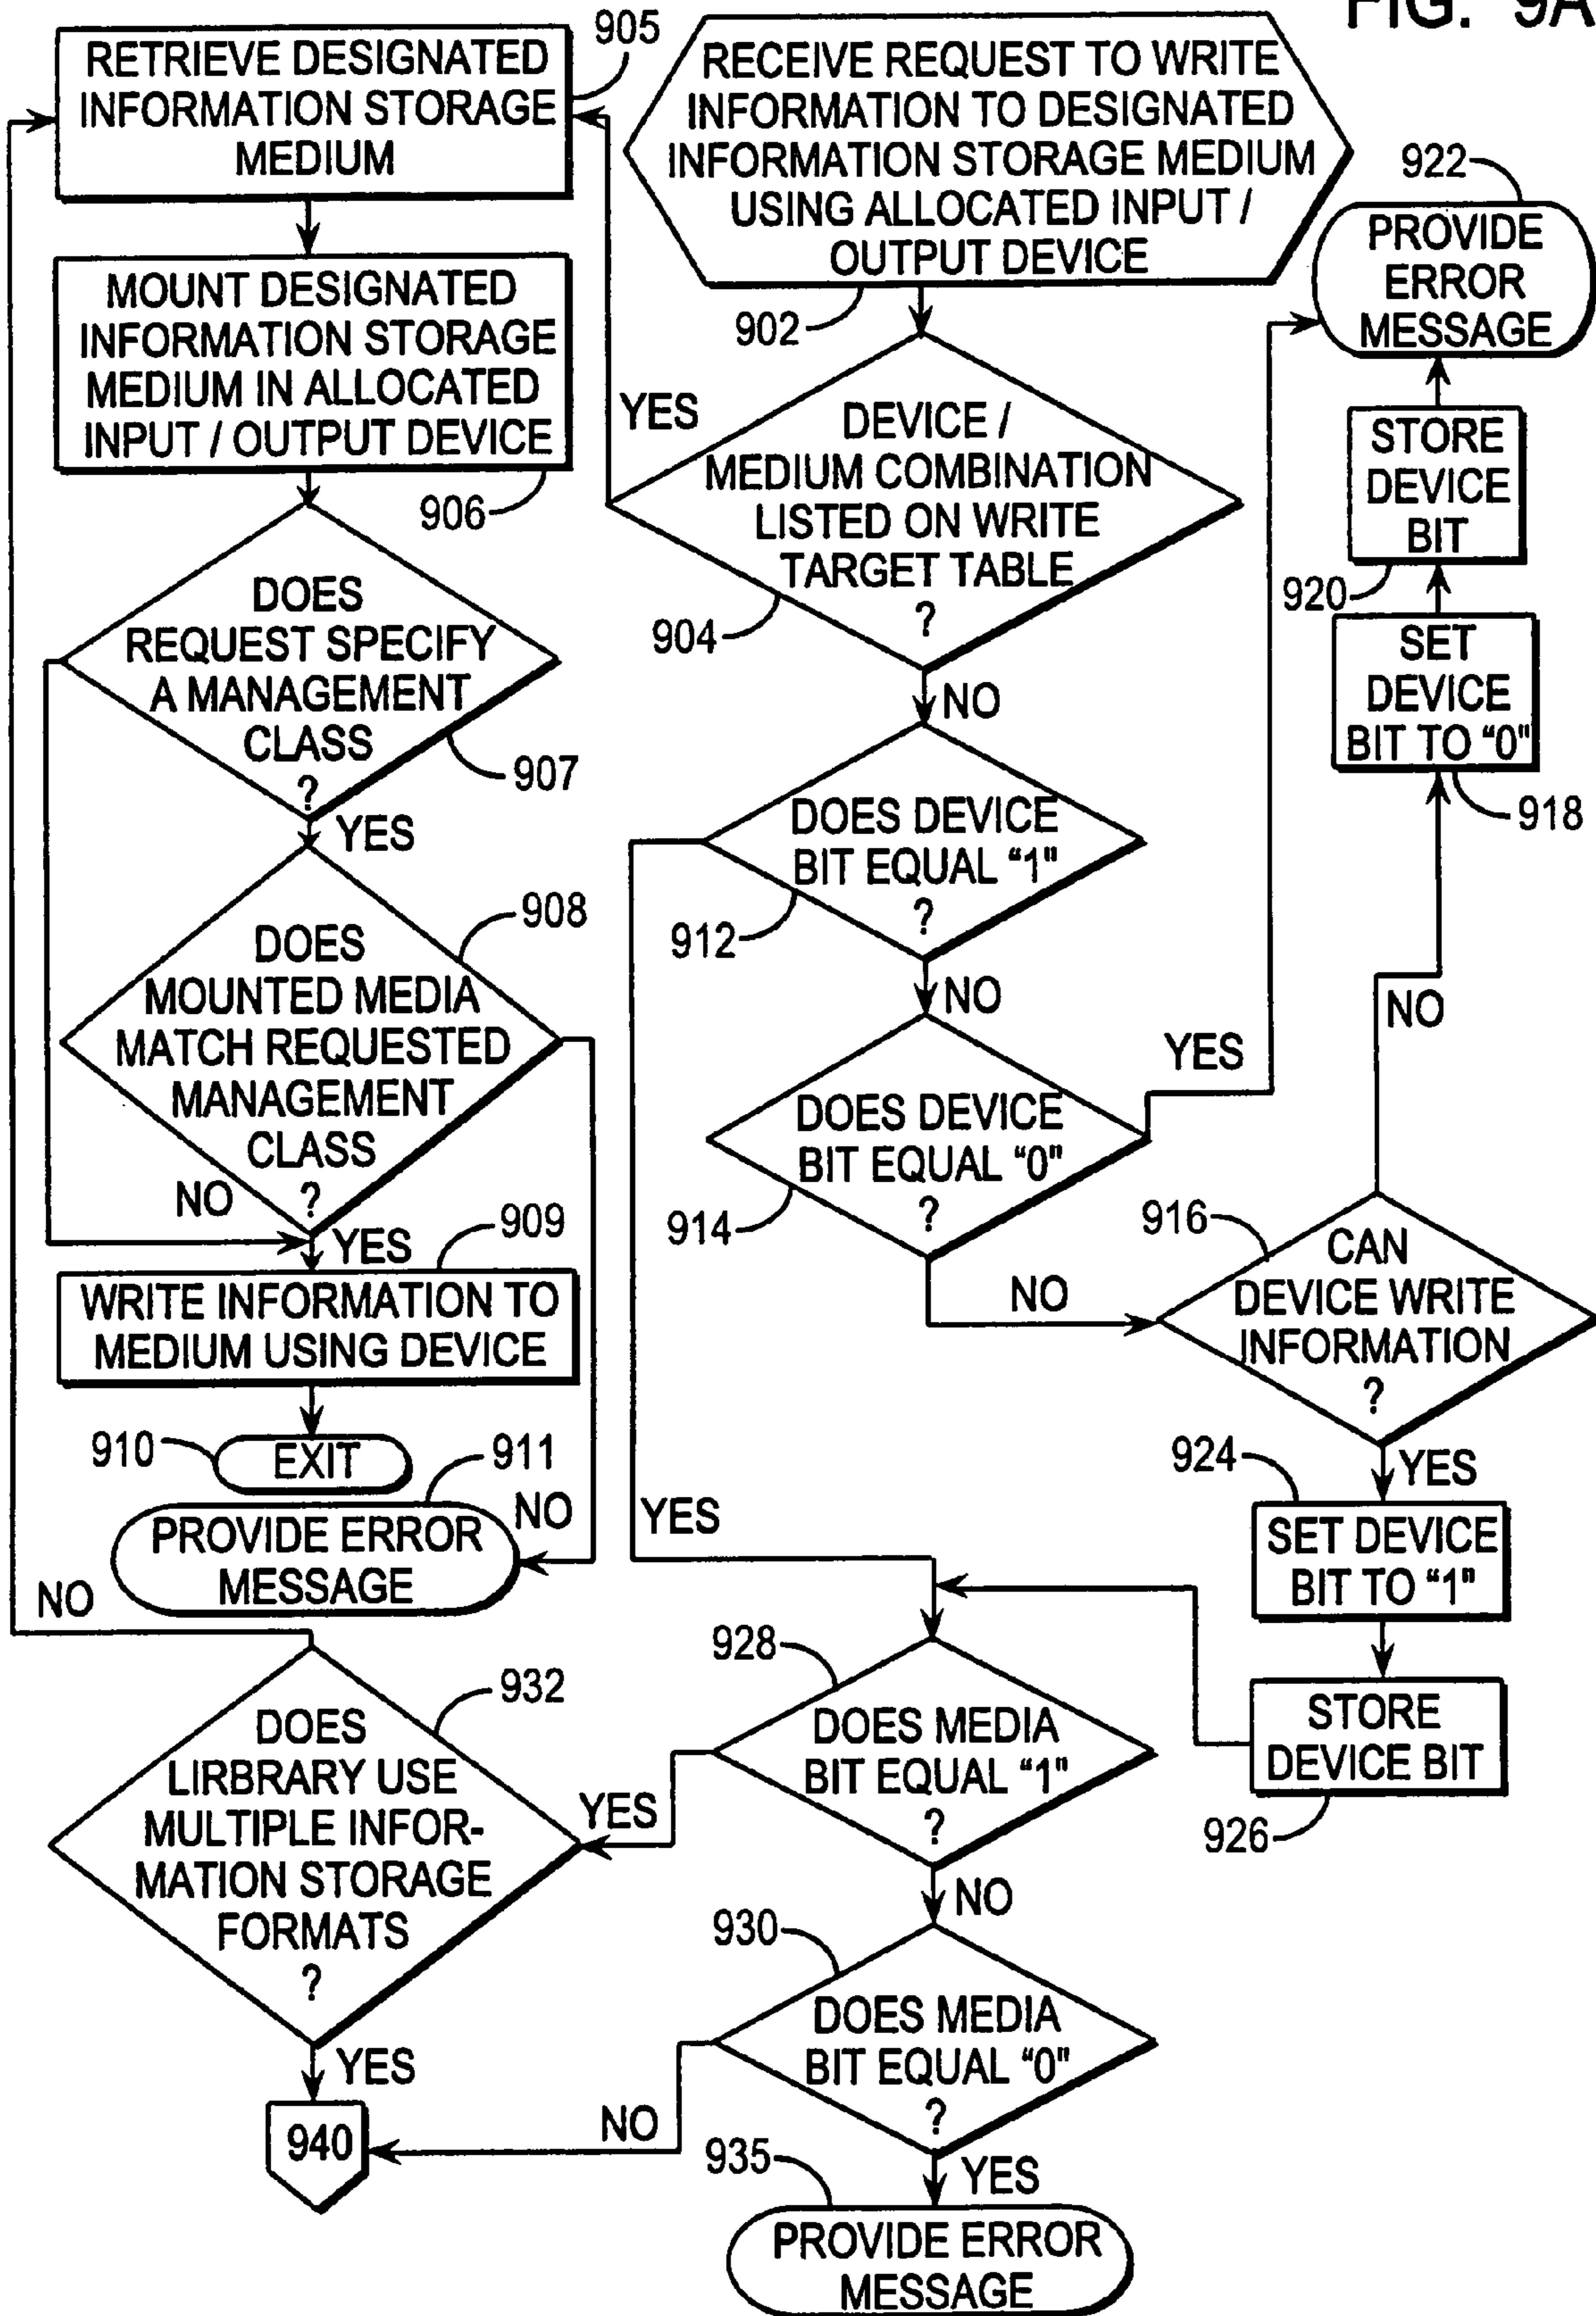 FIG. 9A
RETRIEVE DESIGNATED
INFORMATION STORAGE
MEDIUM
905
RECEIVE REQUEST TO WRITE
INFORMATION TO DESIGNATED
INFORMATION STORAGE MEDIUM
USING ALLOCATED INPUT /
OUTPUT DEVICE
902
922
PROVIDE
ERROR
MESSAGE
MOUNT DESIGNATED
INFORMATION STORAGE
MEDIUM IN ALLOCATED
INPUT / OUTPUT DEVICE
906
YES
DEVICE /
MEDIUM COMBINATION
LISTED ON WRITE
TARGET TABLE
?
904
NO
STORE
DEVICE
BIT
920
SET
DEVICE
BIT TO “0"
918
DOES
REQUEST SPECIFY
A MANAGEMENT
CLASS
?
907
YES
NO
DOES DEVICE
BIT EQUAL “1"
?
912
NO
908
DOES
MOUNTED MEDIA
MATCH REQUESTED
MANAGEMENT
CLASS
?
YES
NO
DOES DEVICE
BIT EQUAL “0"
?
914
YES
NO
NO
916
CAN
DEVICE WRITE
INFORMATION
?
YES
909
WRITE INFORMATION TO
MEDIUM USING DEVICE
910
EXIT
911
PROVIDE ERROR
MESSAGE
NO
YES
924
SET DEVICE
BIT TO “1"
STORE
DEVICE BIT
926
928
DOES MEDIA
BIT EQUAL “1"
?
YES
NO
932
DOES
LIRBRARY USE
MULTIPLE INFOR-
MATION STORAGE
FORMATS
?
NO
YES
940
930
DOES MEDIA
BIT EQUAL “0"
?
NO
YES
935
PROVIDE ERROR
MESSAGE